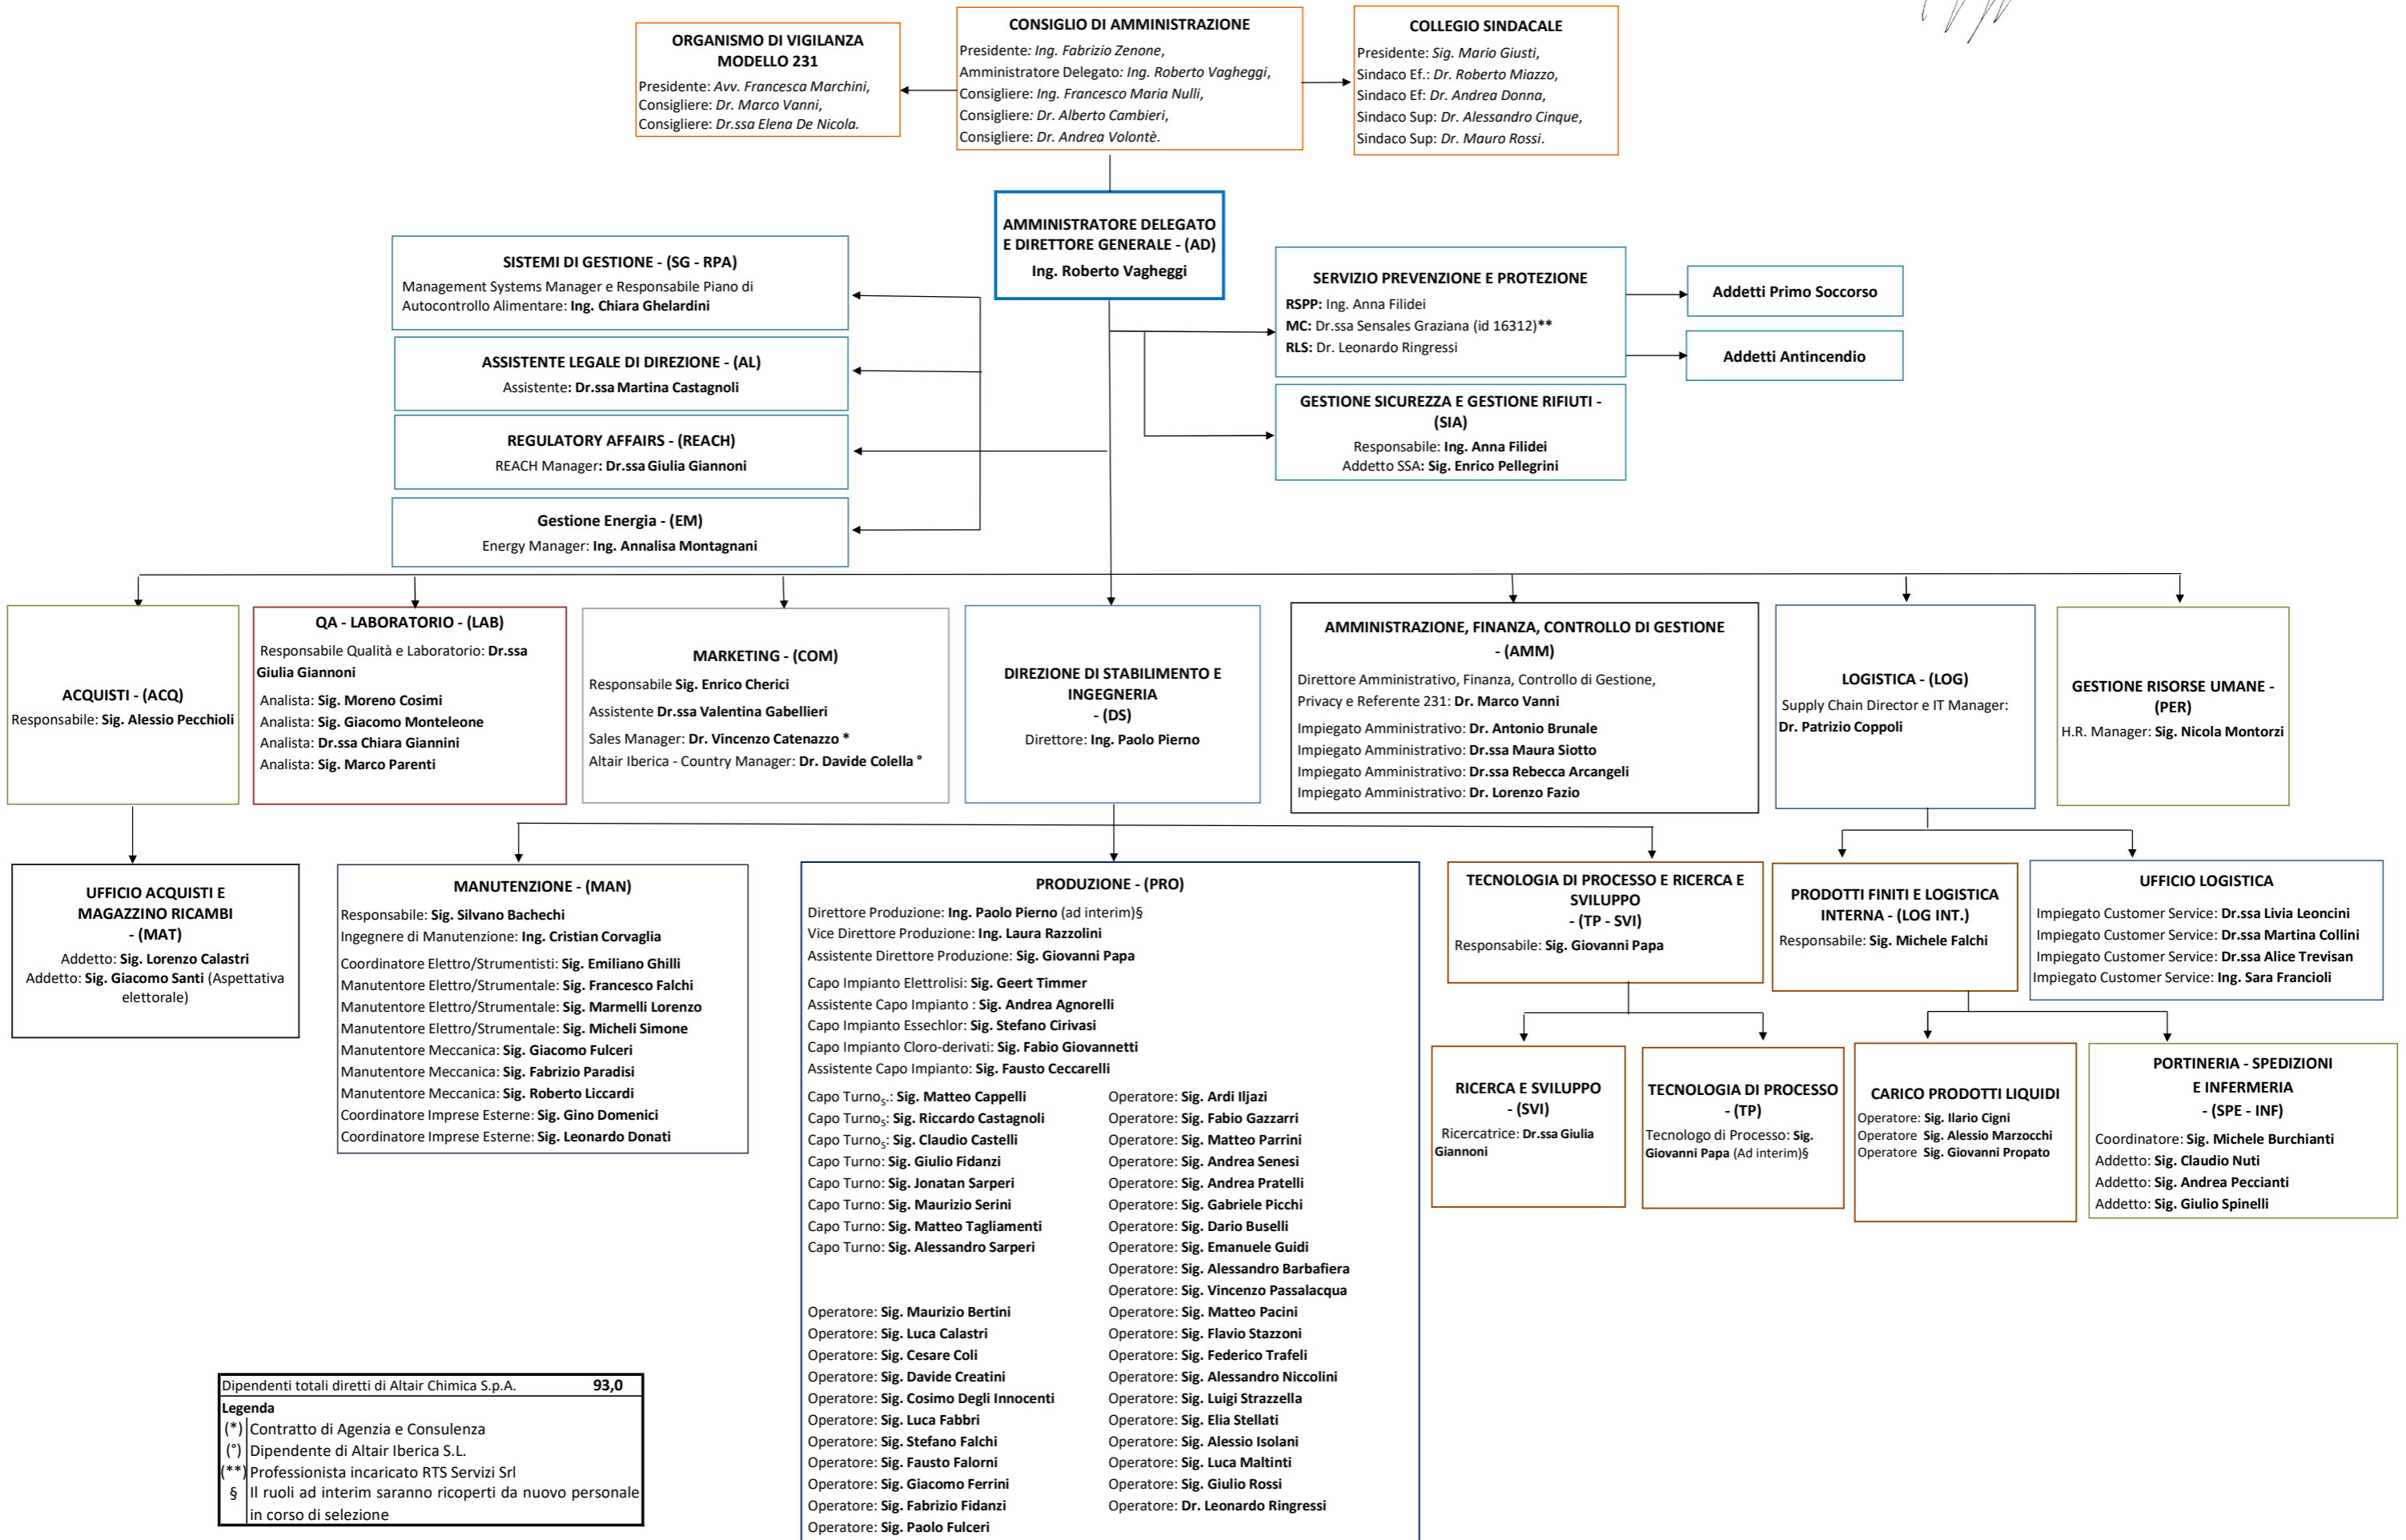 ORGANISMO DI VIGILANZA
MODELLO 231
Presidente: Avv. Francesca Marchini,
Consigliere: Dr. Marco Vanni,
Consigliere: Dr.ssa Elena De Nicola.
CONSIGLIO DI AMMINISTRAZIONE
Presidente: Ing. Fabrizio Zenone,
Amministratore Delegato: Ing. Roberto Vagheggi,
Consigliere: Ing. Francesco Maria Nulli,
Consigliere: Dr. Alberto Cambieri,
Consigliere: Dr. Andrea Volontè.
COLLEGIO SINDACALE
Presidente: Sig. Mario Giusti,
Sindaco Ef.: Dr. Roberto Miazzo,
Sindaco Ef: Dr. Andrea Donna,
Sindaco Sup: Dr. Alessandro Cinque,
Sindaco Sup: Dr. Mauro Rossi.
AMMINISTRATORE DELEGATO
E DIRETTORE GENERALE - (AD)
Ing. Roberto Vagheggi
SISTEMI DI GESTIONE - (SG - RPA)
Management Systems Manager e Responsabile Piano di
Autocontrollo Alimentare: Ing. Chiara Ghelardini
ASSISTENTE LEGALE DI DIREZIONE - (AL)
Assistente: Dr.ssa Martina Castagnoli
REGULATORY AFFAIRS - (REACH)
REACH Manager: Dr.ssa Giulia Giannoni
Gestione Energia - (EM)
Energy Manager: Ing. Annalisa Montagnani
SERVIZIO PREVENZIONE E PROTEZIONE
RSPP: Ing. Anna Filidei
MC: Dr.ssa Sensales Graziana (id 16312)**
RLS: Dr. Leonardo Ringressi
Addetti Primo Soccorso
Addetti Antincendio
GESTIONE SICUREZZA E GESTIONE RIFIUTI -
(SIA)
Responsabile: Ing. Anna Filidei
Addetto SSA: Sig. Enrico Pellegrini
ACQUISTI - (ACQ)
Responsabile: Sig. Alessio Pecchioli
QA - LABORATORIO - (LAB)
Responsabile Qualità e Laboratorio: Dr.ssa
Giulia Giannoni
Analista: Sig. Moreno Cosimi
Analista: Sig. Giacomo Monteleone
Analista: Dr.ssa Chiara Giannini
Analista: Sig. Marco Parenti
MARKETING - (COM)
Responsabile Sig. Enrico Cherici
Assistente Dr.ssa Valentina Gabellieri
Sales Manager: Dr. Vincenzo Catenazzo *
Altair Iberica - Country Manager: Dr. Davide Colella °
DIREZIONE DI STABILIMENTO E
INGEGNERIA
- (DS)
Direttore: Ing. Paolo Pierno
AMMINISTRAZIONE, FINANZA, CONTROLLO DI GESTIONE
- (AMM)
Direttore Amministrativo, Finanza, Controllo di Gestione,
Privacy e Referente 231: Dr. Marco Vanni
Impiegato Amministrativo: Dr. Antonio Brunale
Impiegato Amministrativo: Dr.ssa Maura Siotto
Impiegato Amministrativo: Dr.ssa Rebecca Arcangeli
Impiegato Amministrativo: Dr. Lorenzo Fazio
LOGISTICA - (LOG)
Supply Chain Director e IT Manager:
Dr. Patrizio Coppoli
GESTIONE RISORSE UMANE -
(PER)
H.R. Manager: Sig. Nicola Montorzi
UFFICIO ACQUISTI E
MAGAZZINO RICAMBI
- (MAT)
Addetto: Sig. Lorenzo Calastri
Addetto: Sig. Giacomo Santi (Aspettativa
elettorale)
MANUTENZIONE - (MAN)
Responsabile: Sig. Silvano Bachechi
Ingegnere di Manutenzione: Ing. Cristian Corvaglia
Coordinatore Elettro/Strumentisti: Sig. Emiliano Ghilli
Manutentore Elettro/Strumentale: Sig. Francesco Falchi
Manutentore Elettro/Strumentale: Sig. Marmelli Lorenzo
Manutentore Elettro/Strumentale: Sig. Micheli Simone
Manutentore Meccanica: Sig. Giacomo Fulceri
Manutentore Meccanica: Sig. Fabrizio Paradisi
Manutentore Meccanica: Sig. Roberto Liccardi
Coordinatore Imprese Esterne: Sig. Gino Domenici
Coordinatore Imprese Esterne: Sig. Leonardo Donati
PRODUZIONE - (PRO)
Direttore Produzione: Ing. Paolo Pierno (ad interim)§
Vice Direttore Produzione: Ing. Laura Razzolini
Assistente Direttore Produzione: Sig. Giovanni Papa
Capo Impianto Elettrolisi: Sig. Geert Timmer
Assistente Capo Impianto : Sig. Andrea Agnorelli
Capo Impianto Essechlor: Sig. Stefano Cirivasi
Capo Impianto Cloro-derivati: Sig. Fabio Giovannetti
Assistente Capo Impianto: Sig. Fausto Ceccarelli
Capo Turnos.: Sig. Matteo Cappelli
Capo Turnos: Sig. Riccardo Castagnoli
Capo Turnos: Sig. Claudio Castelli
Capo Turno: Sig. Giulio Fidanzi
Capo Turno: Sig. Jonatan Sarperi
Capo Turno: Sig. Maurizio Serini
Capo Turno: Sig. Matteo Tagliamenti
Capo Turno: Sig. Alessandro Sarperi
Operatore: Sig. Maurizio Bertini
Operatore: Sig. Luca Calastri
Operatore: Sig. Cesare Coli
Operatore: Sig. Davide Creatini
Operatore: Sig. Cosimo Degli Innocenti
Operatore: Sig. Luca Fabbri
Operatore: Sig. Stefano Falchi
Operatore: Sig. Fausto Falorni
Operatore: Sig. Giacomo Ferrini
Operatore: Sig. Fabrizio Fidanzi
Operatore: Sig. Paolo Fulceri
Operatore: Sig. Ardi Iljazi
Operatore: Sig. Fabio Gazzarri
Operatore: Sig. Matteo Parrini
Operatore: Sig. Andrea Senesi
Operatore: Sig. Andrea Pratelli
Operatore: Sig. Gabriele Picchi
Operatore: Sig. Dario Buselli
Operatore: Sig. Emanuele Guidi
Operatore: Sig. Alessandro Barbafiera
Operatore: Sig. Vincenzo Passalacqua
Operatore: Sig. Matteo Pacini
Operatore: Sig. Flavio Stazzoni
Operatore: Sig. Federico Trafeli
Operatore: Sig. Alessandro Niccolini
Operatore: Sig. Luigi Strazzella
Operatore: Sig. Elia Stellati
Operatore: Sig. Alessio Isolani
Operatore: Sig. Luca Maltinti
Operatore: Sig. Giulio Rossi
Operatore: Dr. Leonardo Ringressi
TECNOLOGIA DI PROCESSO E RICERCA E
SVILUPPO
- (TP - SVI)
Responsabile: Sig. Giovanni Papa
PRODOTTI FINITI E LOGISTICA
INTERNA - (LOG INT.)
Responsabile: Sig. Michele Falchi
UFFICIO LOGISTICA
Impiegato Customer Service: Dr.ssa Livia Leoncini
Impiegato Customer Service: Dr.ssa Martina Collini
Impiegato Customer Service: Dr.ssa Alice Trevisan
Impiegato Customer Service: Ing. Sara Francioli
RICERCA E SVILUPPO
- (SVI)
Ricercatrice: Dr.ssa Giulia
Giannoni
TECNOLOGIA DI PROCESSO
- (TP)
Tecnologo di Processo: Sig.
Giovanni Papa (Ad interim)§
CARICO PRODOTTI LIQUIDI
Operatore: Sig. Ilario Cigni
Operatore Sig. Alessio Marzocchi
Operatore Sig. Giovanni Propato
PORTINERIA - SPEDIZIONI
E INFERMERIA
- (SPE - INF)
Coordinatore: Sig. Michele Burchianti
Addetto: Sig. Claudio Nuti
Addetto: Sig. Andrea Peccianti
Addetto: Sig. Giulio Spinelli
Dipendenti totali diretti di Altair Chimica S.p.A. 93,0
Legenda
(*) Contratto di Agenzia e Consulenza
(°) Dipendente di Altair Iberica S.L.
(**) Professionista incaricato RTS Servizi Srl
§ Il ruoli ad interim saranno ricoperti da nuovo personale
in corso di selezione